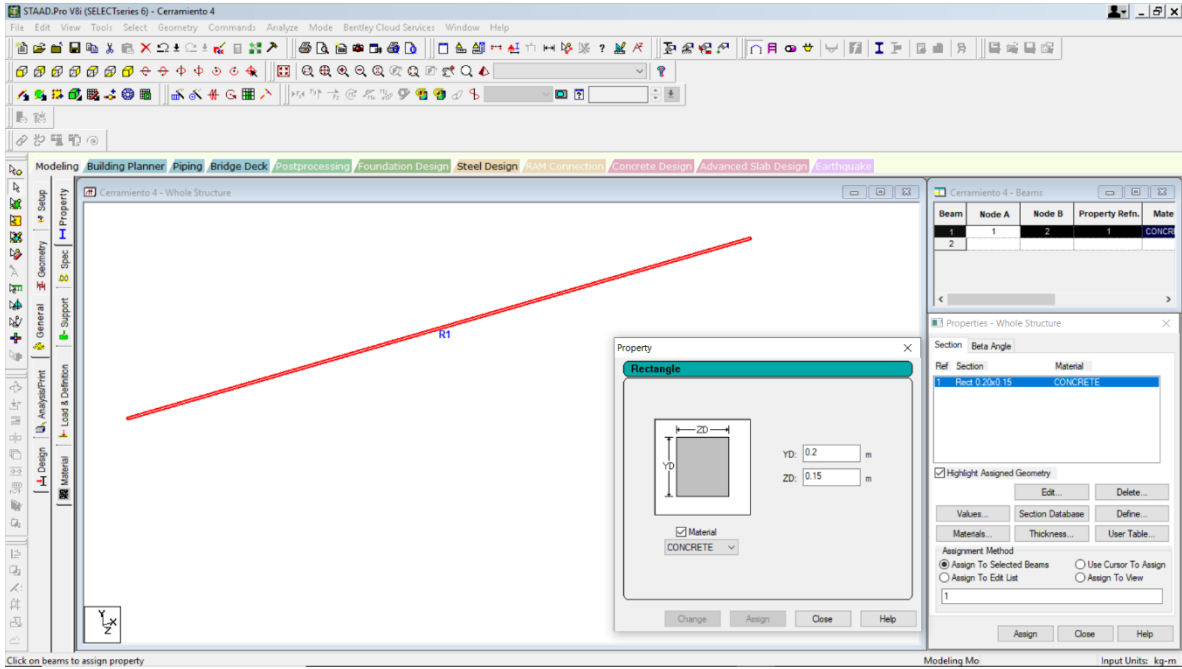 STAAD.Pro V8i (SELECTseries 6) - Cerramiento 4
File Edit View Tools Select Geometry Commands Analyze Mode Bentley Cloud Services Window Help
Modeling Building Planner Piping Bridge Deck Postprocessing Foundation Design Steel Design RAM Connection Concrete Design Advanced Slab Design Earthquake
Setup
Geometry
General
Analysis/Print
Design
Property
Spec
Support
Load & Definition
Material
Cerramiento 4 - Whole Structure
R1
Y
X
Z
Property
Rectangle
ZD
YD
YD: 0.2 m
ZD: 0.15 m
Material
CONCRETE
Change Assign Close Help
Cerramiento 4 - Beams
Beam Node A Node B Property Refn. Mate
1 1 2 1 CONCR
2
Properties - Whole Structure
Section Beta Angle
Ref Section Material
1 Rect 0.20x0.15 CONCRETE
Highlight Assigned Geometry
Edit... Delete...
Values... Section Database Define...
Materials... Thickness... User Table...
Assignment Method
Assign To Selected Beams Use Cursor To Assign
Assign To Edit List Assign To View
1
Assign Close Help
Click on beams to assign property
Modeling Mo Input Units: kg-m